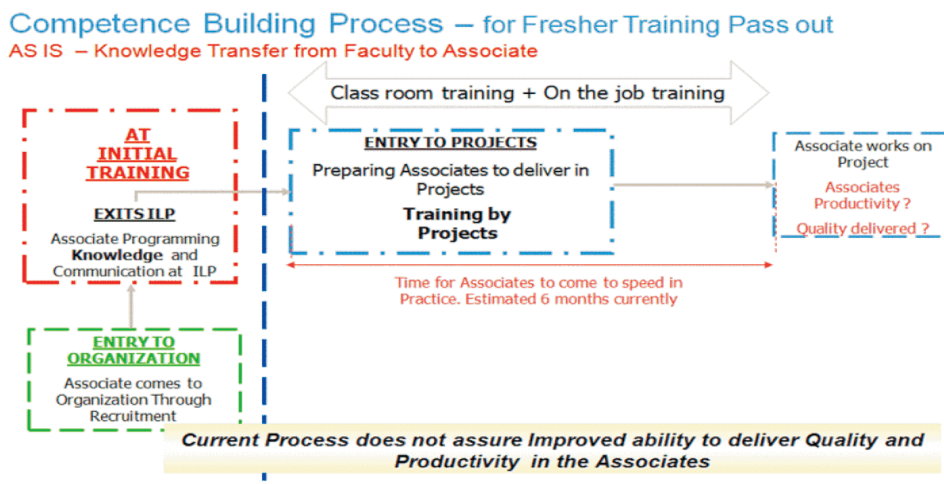 Competence Building Process – for Fresher Training Pass out
AS IS – Knowledge Transfer from Faculty to Associate
Class room training + On the job training
AT
INITIAL
TRAINING
EXITS ILP
Associate Programming
Knowledge and
Communication at ILP
ENTRY TO
ORGANIZATION
Associate comes to
Organization Through
Recruitment
ENTRY TO PROJECTS
Preparing Associates to deliver in
Projects
Training by
Projects
Time for Associates to come to speed in
Practice. Estimated 6 months currently
Associate works on
Project
Associates
Productivity ?
Quality delivered ?
Current Process does not assure Improved ability to deliver Quality and
Productivity in the Associates